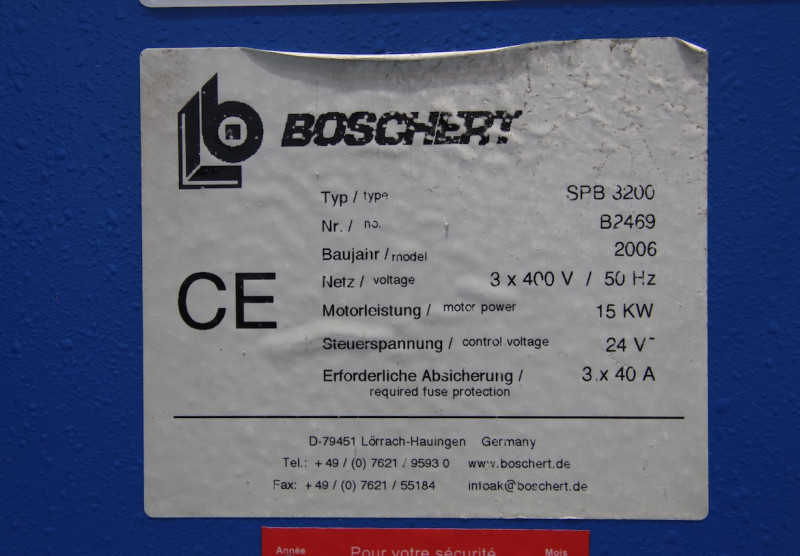 BOSCHERT
Typ / type SPB 3200
Nr. / no. B2469
Baujahr / model 2006
Netz / voltage 3 x 400 V / 50 Hz
Motorleistung / motor power 15 KW
Steuerspannung / control voltage 24 V~
CE
Erforderliche Absicherung / 3 x 40 A
required fuse protection
D-79451 Lörrach-Hauingen Germany
Tel.: +49 / (0) 7621 / 9593 0 www.boschert.de
Fax: +49 / (0) 7621 / 55184 infoak@boschert.de
Année Pour votre sécurité Mois